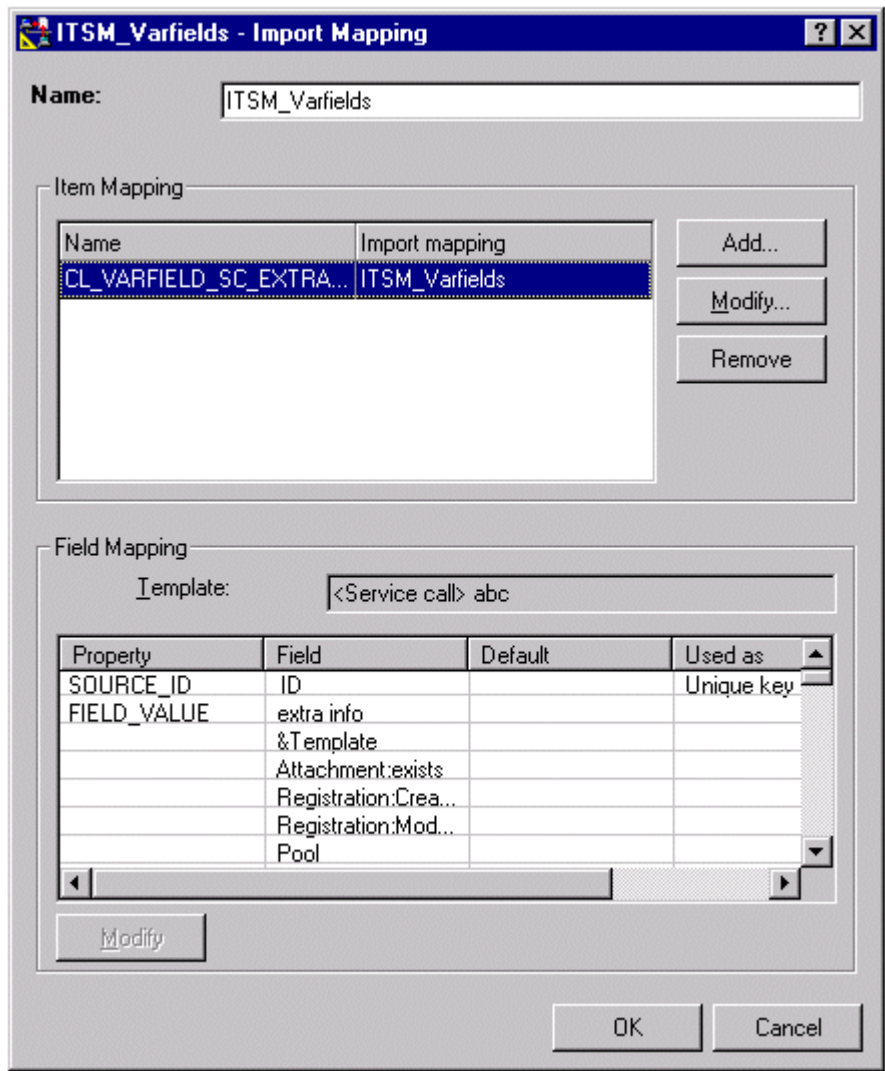 ITSM_Varfields - Import Mapping
Name: ITSM_Varfields
Item Mapping
Name Import mapping
CL_VARFIELD_SC_EXTRA... ITSM_Varfields
Add...
Modify...
Remove
Field Mapping
Template: <Service call> abc
Property Field Default Used as
SOURCE_ID ID Unique key
FIELD_VALUE extra info
&Template
Attachment:exists
Registration:Crea...
Registration:Mod...
Pool
Modify
OK Cancel